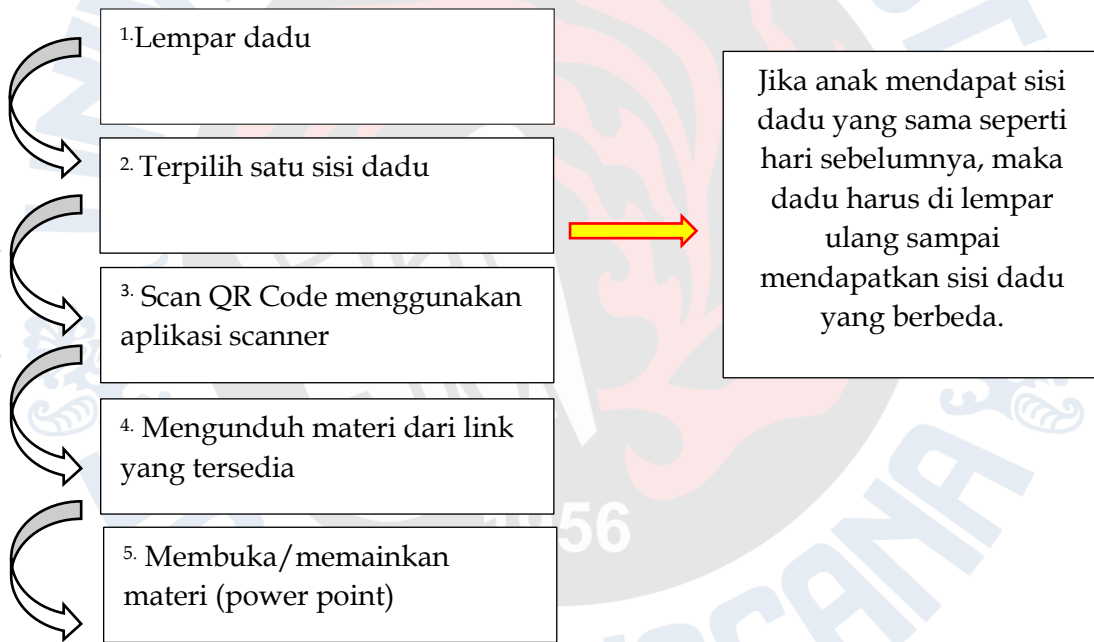 1.Lempar dadu
2. Terpilih satu sisi dadu
3. Scan QR Code menggunakan
aplikasi scanner
4. Mengunduh materi dari link
yang tersedia
5. Membuka/memainkan
materi (power point)
Jika anak mendapat sisi
dadu yang sama seperti
hari sebelumnya, maka
dadu harus di lempar
ulang sampai
mendapatkan sisi dadu
yang berbeda.